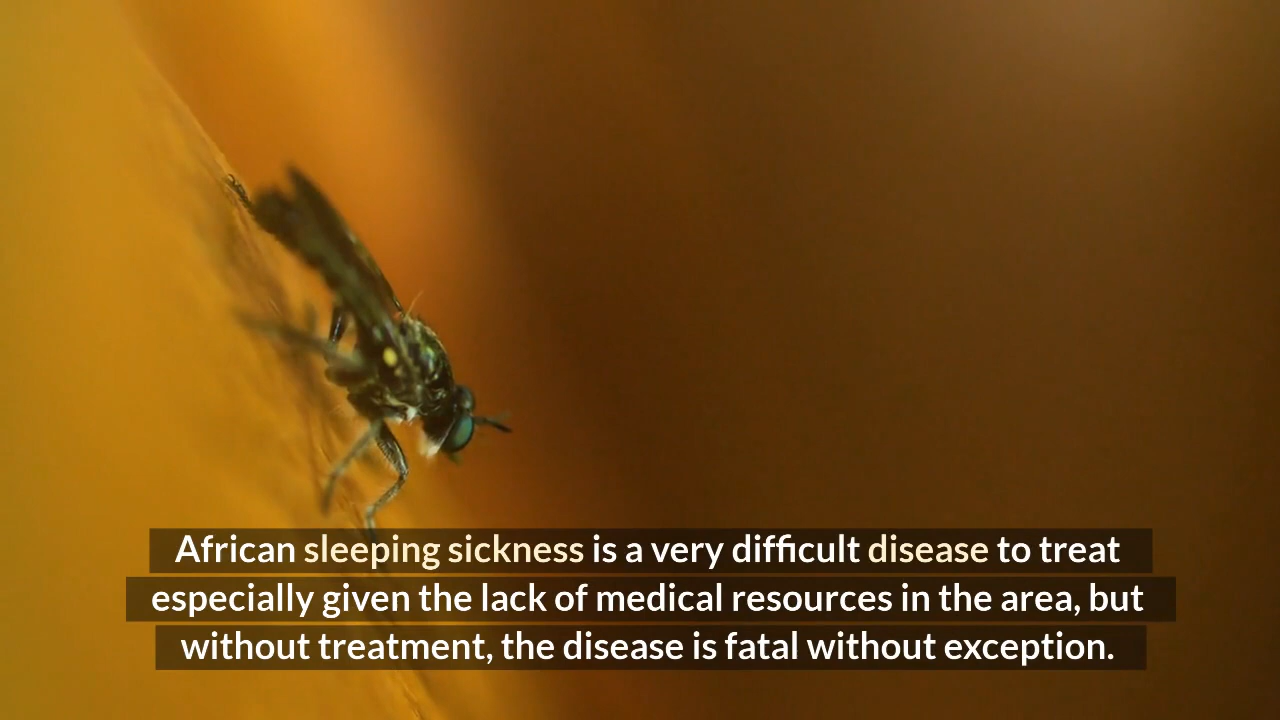 African sleeping sickness is a very difficult disease to treat
especially given the lack of medical resources in the area, but
without treatment, the disease is fatal without exception.